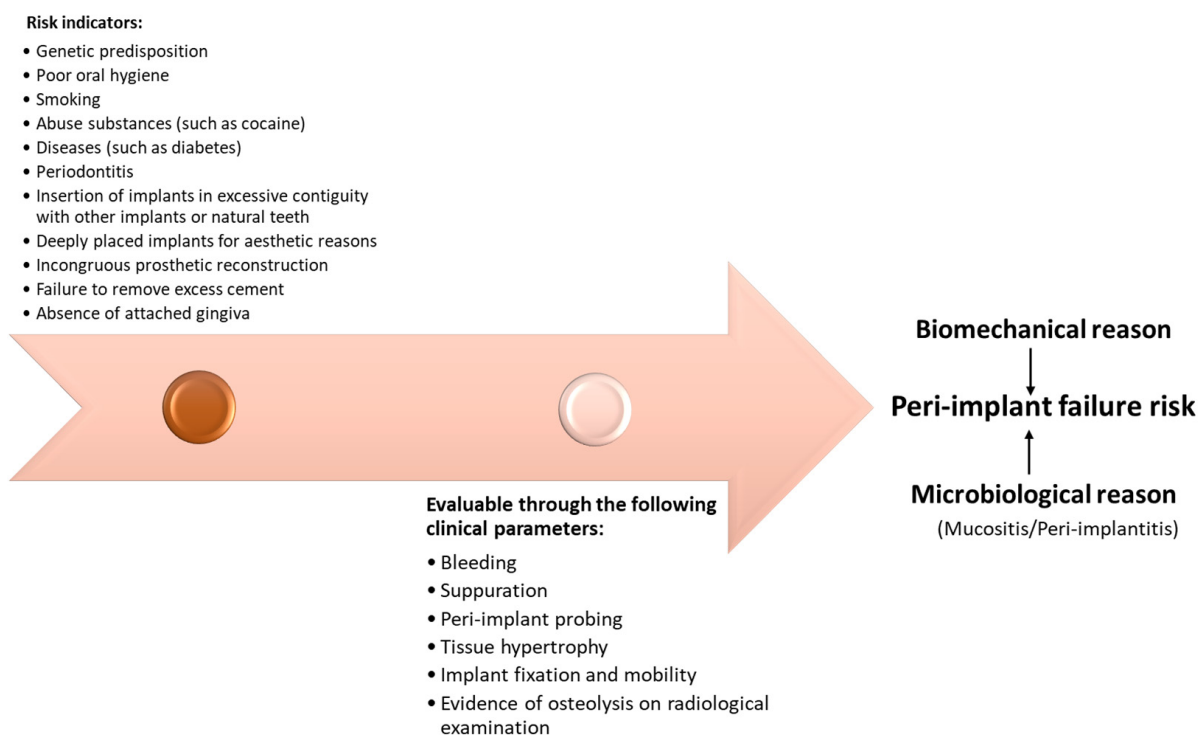 Risk indicators:
• Genetic predisposition
• Poor oral hygiene
• Smoking
• Abuse substances (such as cocaine)
• Diseases (such as diabetes)
• Periodontitis
• Insertion of implants in excessive contiguity
with other implants or natural teeth
• Deeply placed implants for aesthetic reasons
• Incongruous prosthetic reconstruction
• Failure to remove excess cement
• Absence of attached gingiva
Evaluable through the following
clinical parameters:
• Bleeding
• Suppuration
• Peri-implant probing
• Tissue hypertrophy
• Implant fixation and mobility
• Evidence of osteolysis on radiological
examination
Biomechanical reason
Peri-implant failure risk
Microbiological reason
(Mucositis/Peri-implantitis)